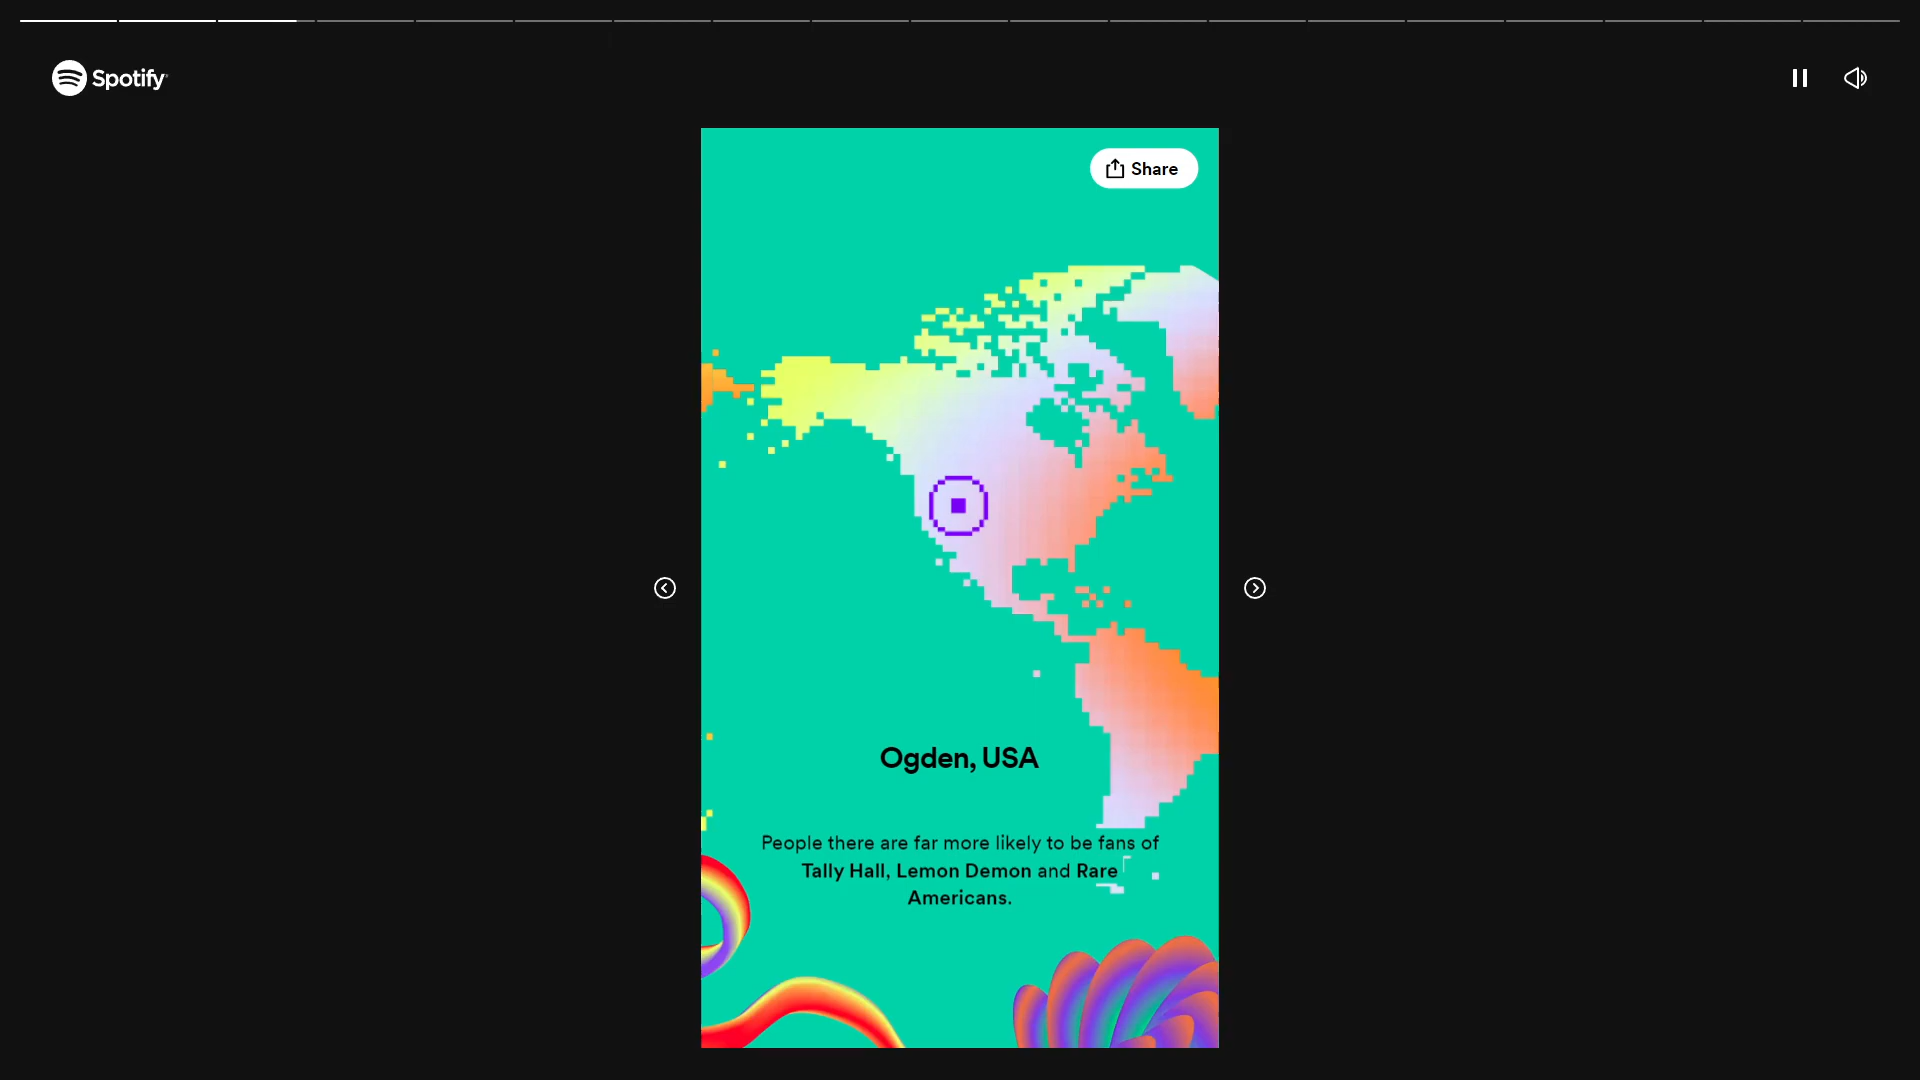 Spotify
Share
Ogden, USA
People there are far more likely to be fans of
Tally Hall, Lemon Demon and Rare
Americans.